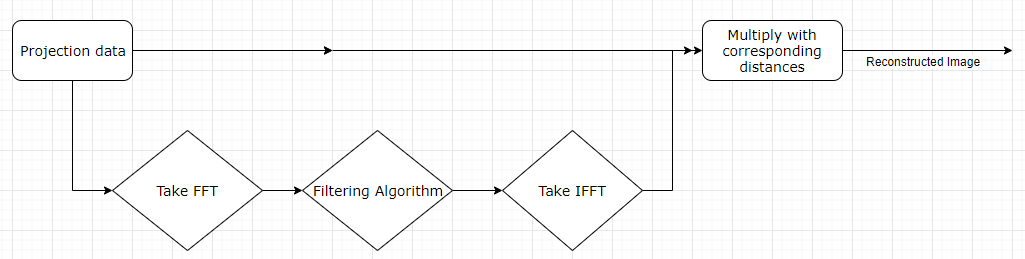 Projection data
Multiply with
corresponding
distances
Reconstructed Image
Take FFT
Filtering Algorithm
Take IFFT